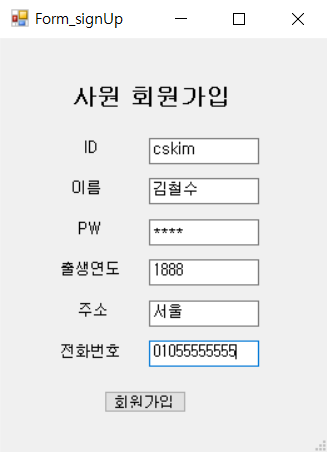 Form_signUp
사원 회원가입
ID cskim
이름 김철수
PW ****
출생연도 1888
주소 서울
전화번호 01055555555
회원가입